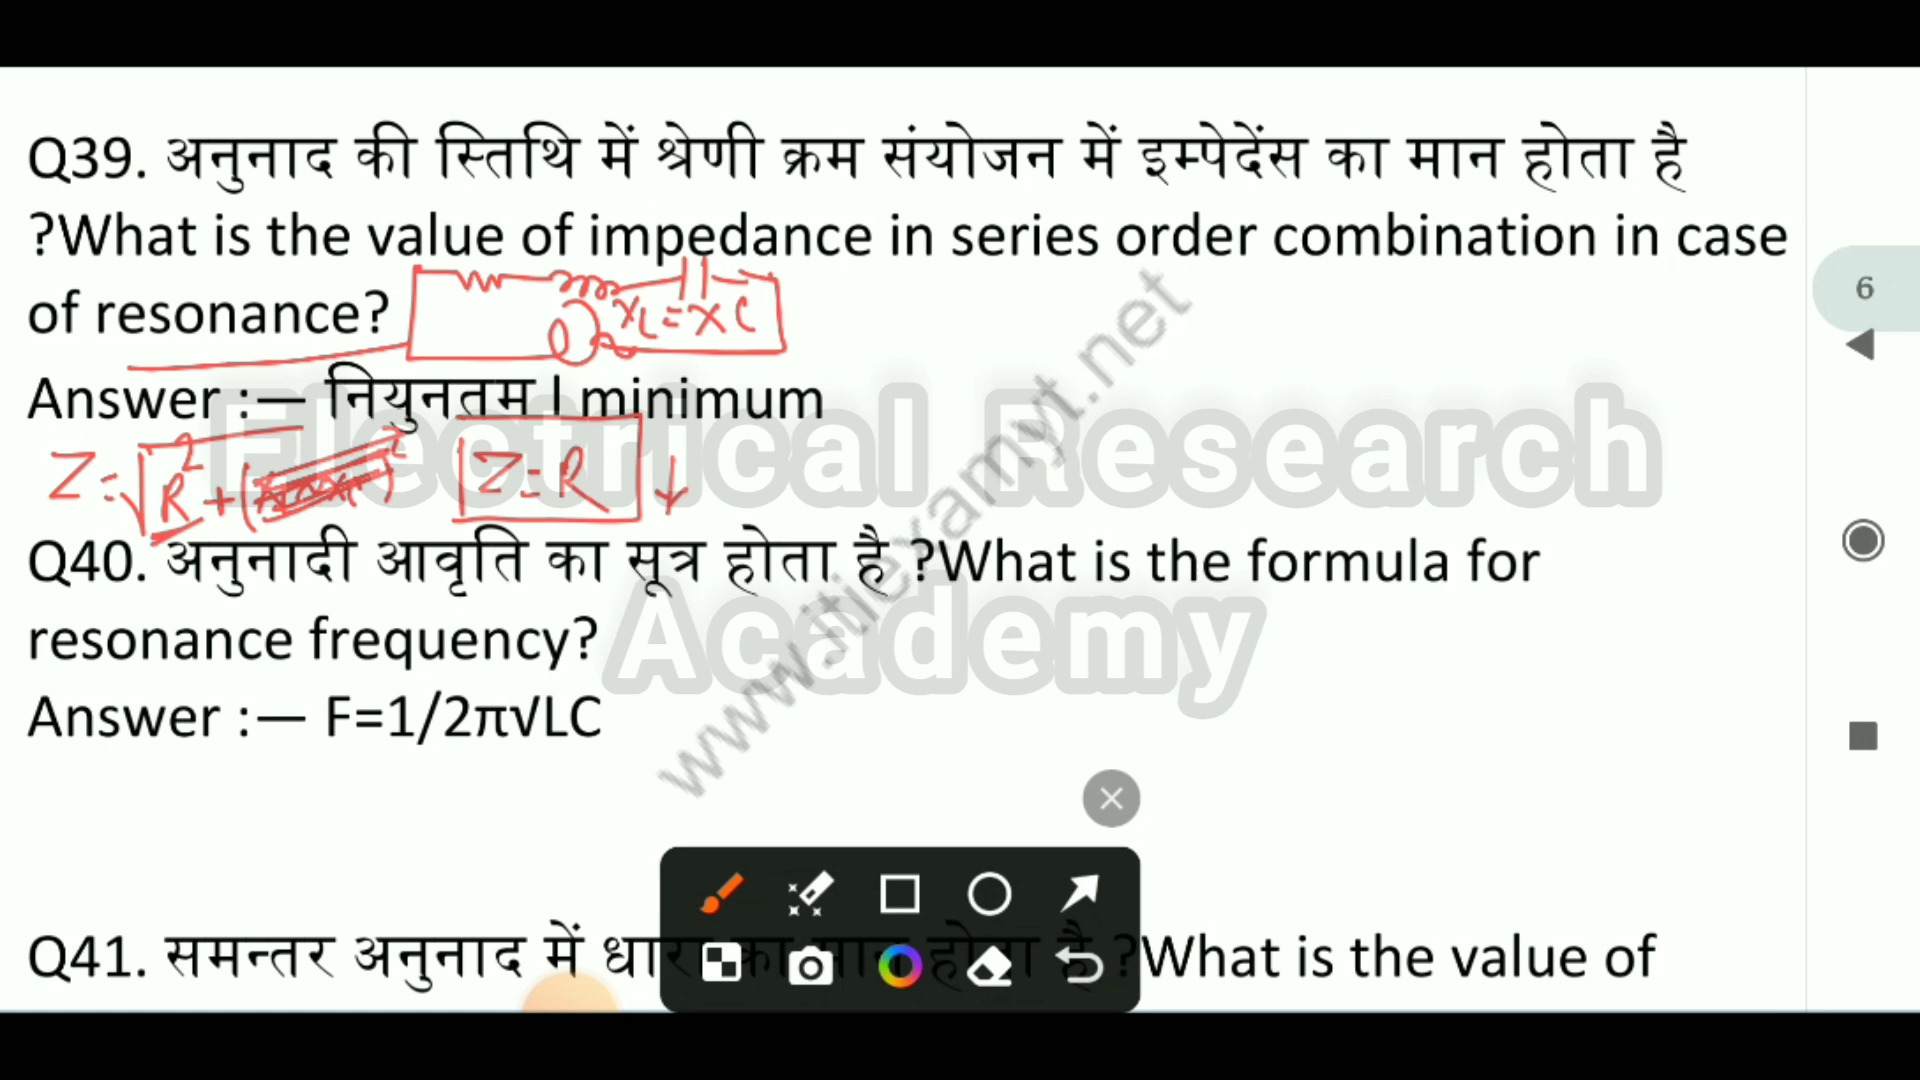 Q39. अनुनाद की स्तिथि में श्रेणी क्रम संयोजन में इम्पेदेंस का मान होता है
?What is the value of impedance in series order combination in case
of resonance?
XL=XC
Answer :— नियुनतम | minimum
Z=√R²+( )² Z=R ↓
Q40. अनुनादी आवृति का सूत्र होता है ?What is the formula for
resonance frequency?
Answer :— F=1/2π√LC
Q41. समन्तर अनुनाद में धारा का मान होता है ?What is the value of
Electrical Research
Academy
www.itiexamyt.net
6